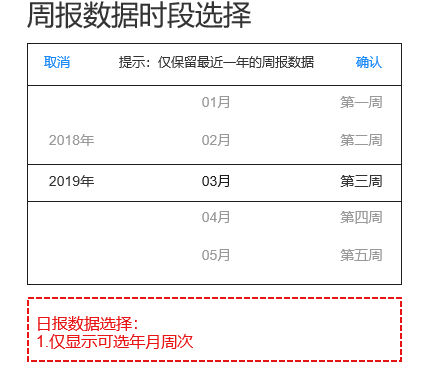 周报数据时段选择
取消 提示：仅保留最近一年的周报数据 确认
01月 第一周
2018年 02月 第二周
2019年 03月 第三周
04月 第四周
05月 第五周
日报数据选择：
1.仅显示可选年月周次